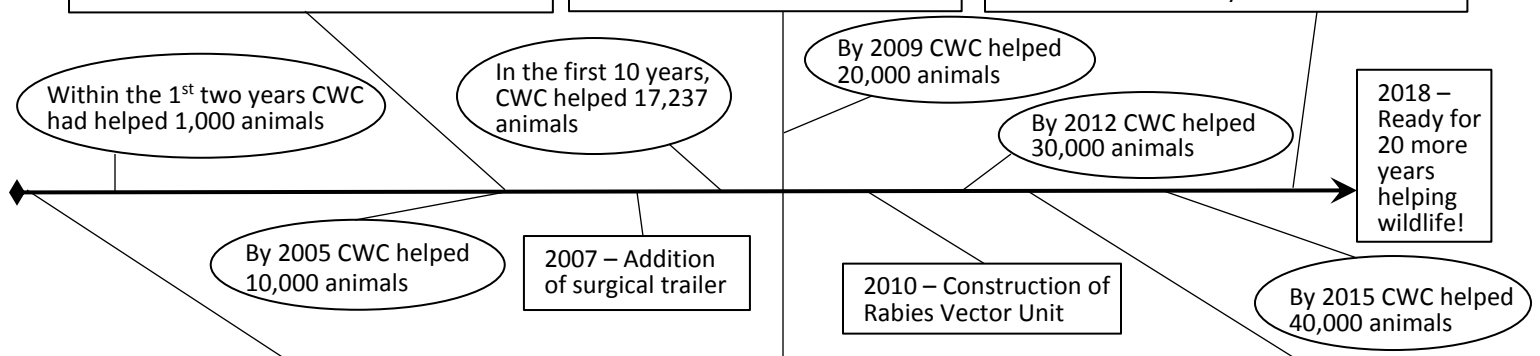 By 2009 CWC helped
20,000 animals
In the first 10 years,
CWC helped 17,237
animals
Within the 1st two years CWC
had helped 1,000 animals
By 2012 CWC helped
30,000 animals
2018 –
Ready for
20 more
years
helping
wildlife!
By 2005 CWC helped
10,000 animals
2007 – Addition
of surgical trailer
2010 – Construction of
Rabies Vector Unit
By 2015 CWC helped
40,000 animals